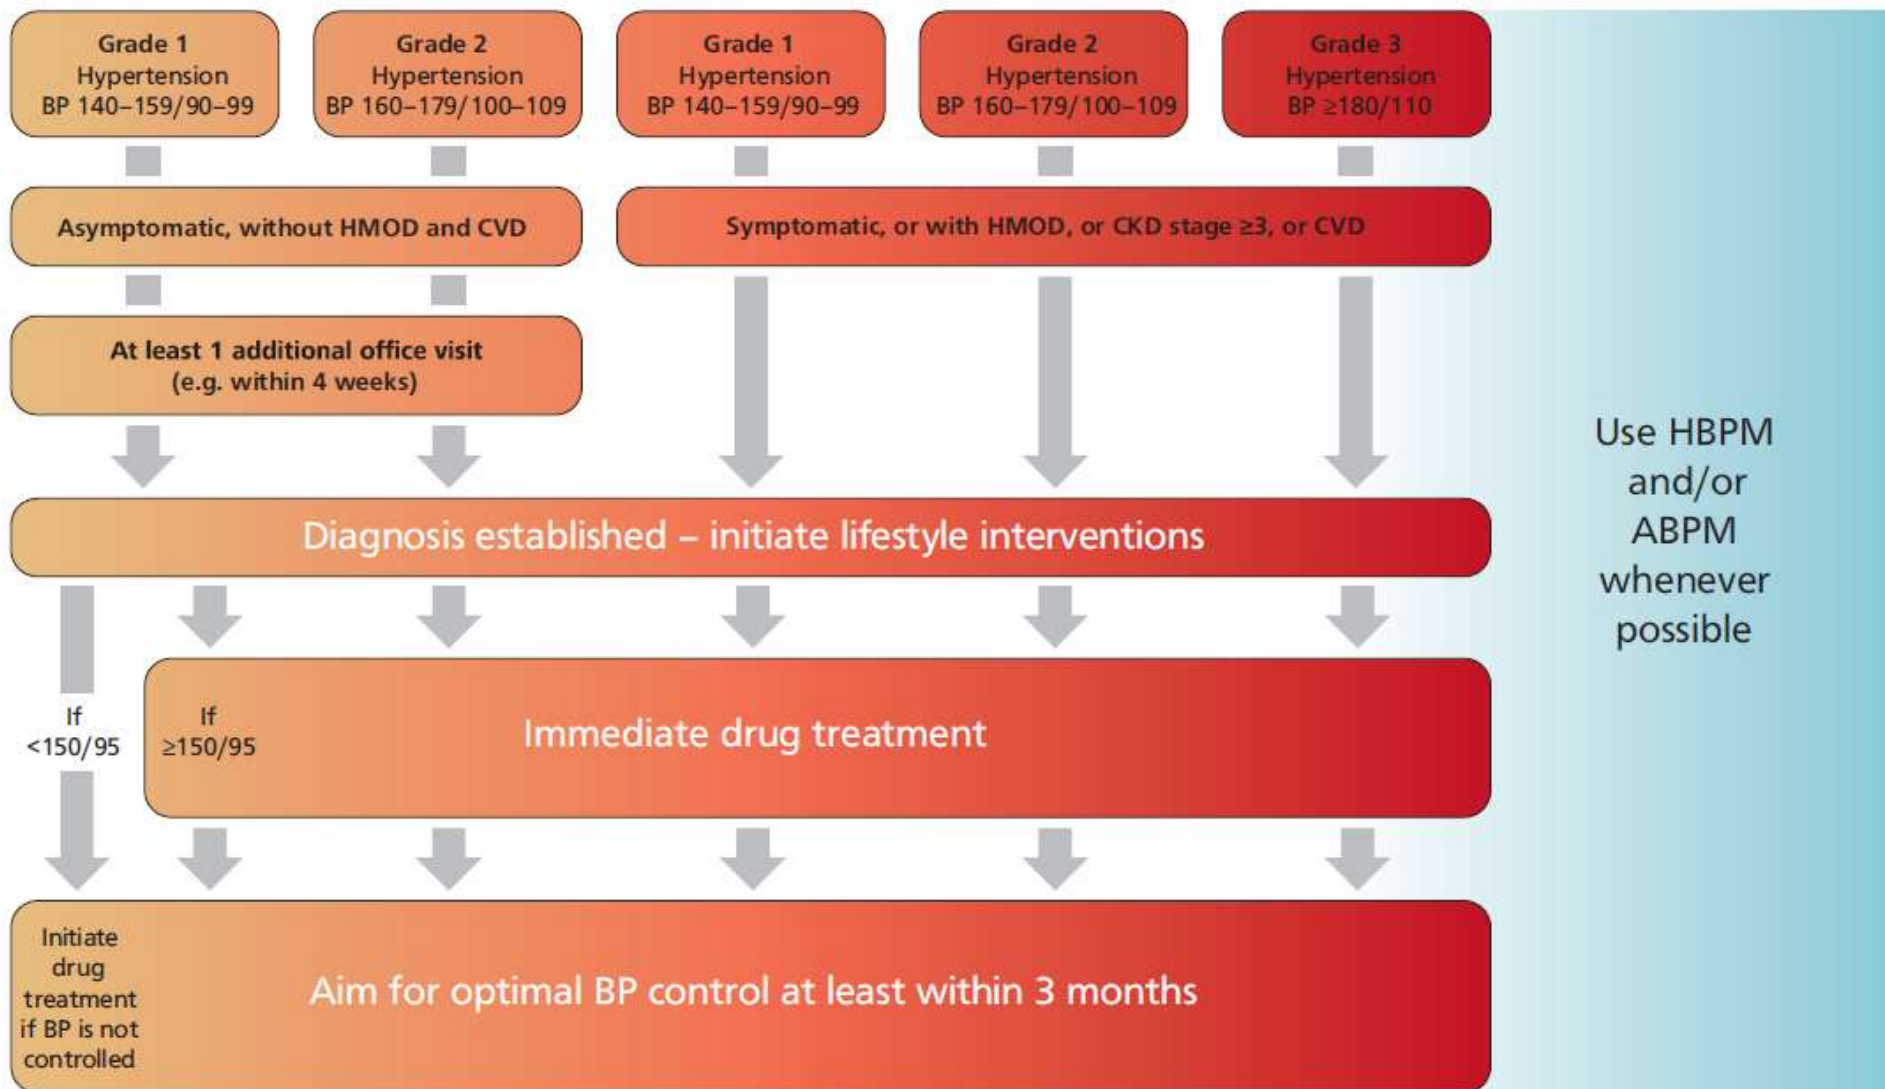 Grade 1
Hypertension
BP 140–159/90–99
Grade 2
Hypertension
BP 160–179/100–109
Grade 1
Hypertension
BP 140–159/90–99
Grade 2
Hypertension
BP 160–179/100–109
Grade 3
Hypertension
BP ≥180/110
Asymptomatic, without HMOD and CVD
Symptomatic, or with HMOD, or CKD stage ≥3, or CVD
At least 1 additional office visit
(e.g. within 4 weeks)
Diagnosis established – initiate lifestyle interventions
If
<150/95
If
≥150/95
Immediate drug treatment
Initiate
drug
treatment
if BP is not
controlled
Aim for optimal BP control at least within 3 months
Use HBPM
and/or
ABPM
whenever
possible